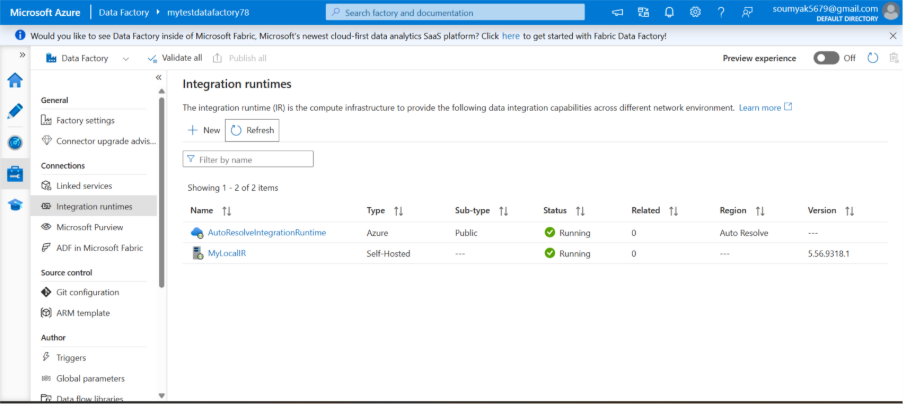 Microsoft Azure Data Factory mytestdatafactory78 Search factory and documentation soumyak5679@gmail.com
DEFAULT DIRECTORY
Would you like to see Data Factory inside of Microsoft Fabric, Microsoft's newest cloud-first data analytics SaaS platform? Click here to get started with Fabric Data Factory!
Data Factory Validate all Publish all Preview experience Off
General
Factory settings
Connector upgrade advis...
Connections
Linked services
Integration runtimes
Microsoft Purview
ADF in Microsoft Fabric
Source control
Git configuration
ARM template
Author
Triggers
Global parameters
Data flow libraries
Integration runtimes
The integration runtime (IR) is the compute infrastructure to provide the following data integration capabilities across different network environment. Learn more
New Refresh
Filter by name
Showing 1 - 2 of 2 items
Name Type Sub-type Status Related Region Version
AutoResolveIntegrationRuntime Azure Public Running 0 Auto Resolve ---
MyLocalIR Self-Hosted --- Running 0 --- 5.56.9318.1